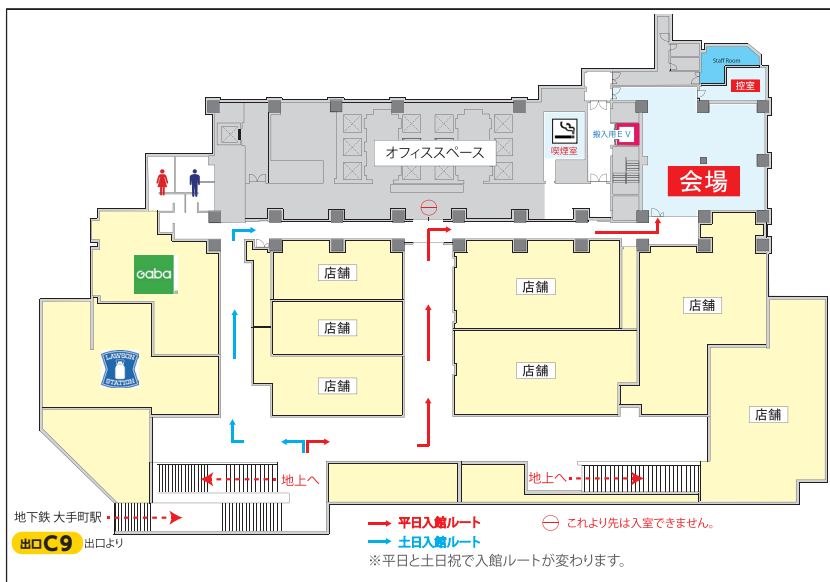 Staff Room
控室
搬入用EV
喫煙室
オフィススペース
会場
Gaba
店舗
店舗
店舗
店舗
店舗
LAWSON
STATION
店舗
店舗
地上へ
地上へ
地下鉄 大手町駅
出口C9 出口より
平日入館ルート
土日入館ルート
これより先は入室できません。
※平日と土日祝で入館ルートが変わります。